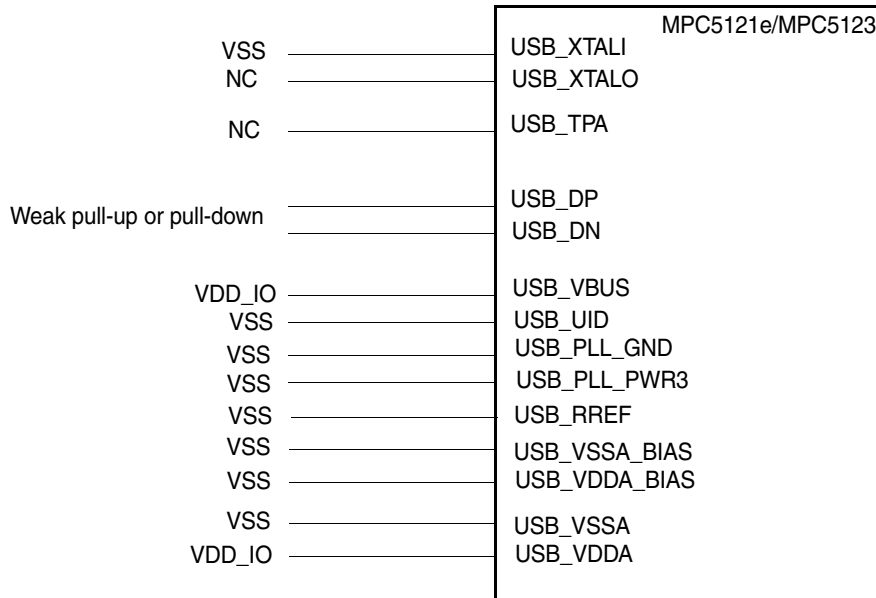 MPC5121e/MPC5123
VSS USB_XTALI
NC USB_XTALO
NC USB_TPA
USB_DP
Weak pull-up or pull-down
USB_DN
VDD_IO USB_VBUS
VSS USB_UID
VSS USB_PLL_GND
VSS USB_PLL_PWR3
VSS USB_RREF
VSS USB_VSSA_BIAS
VSS USB_VDDA_BIAS
VSS USB_VSSA
VDD_IO USB_VDDA